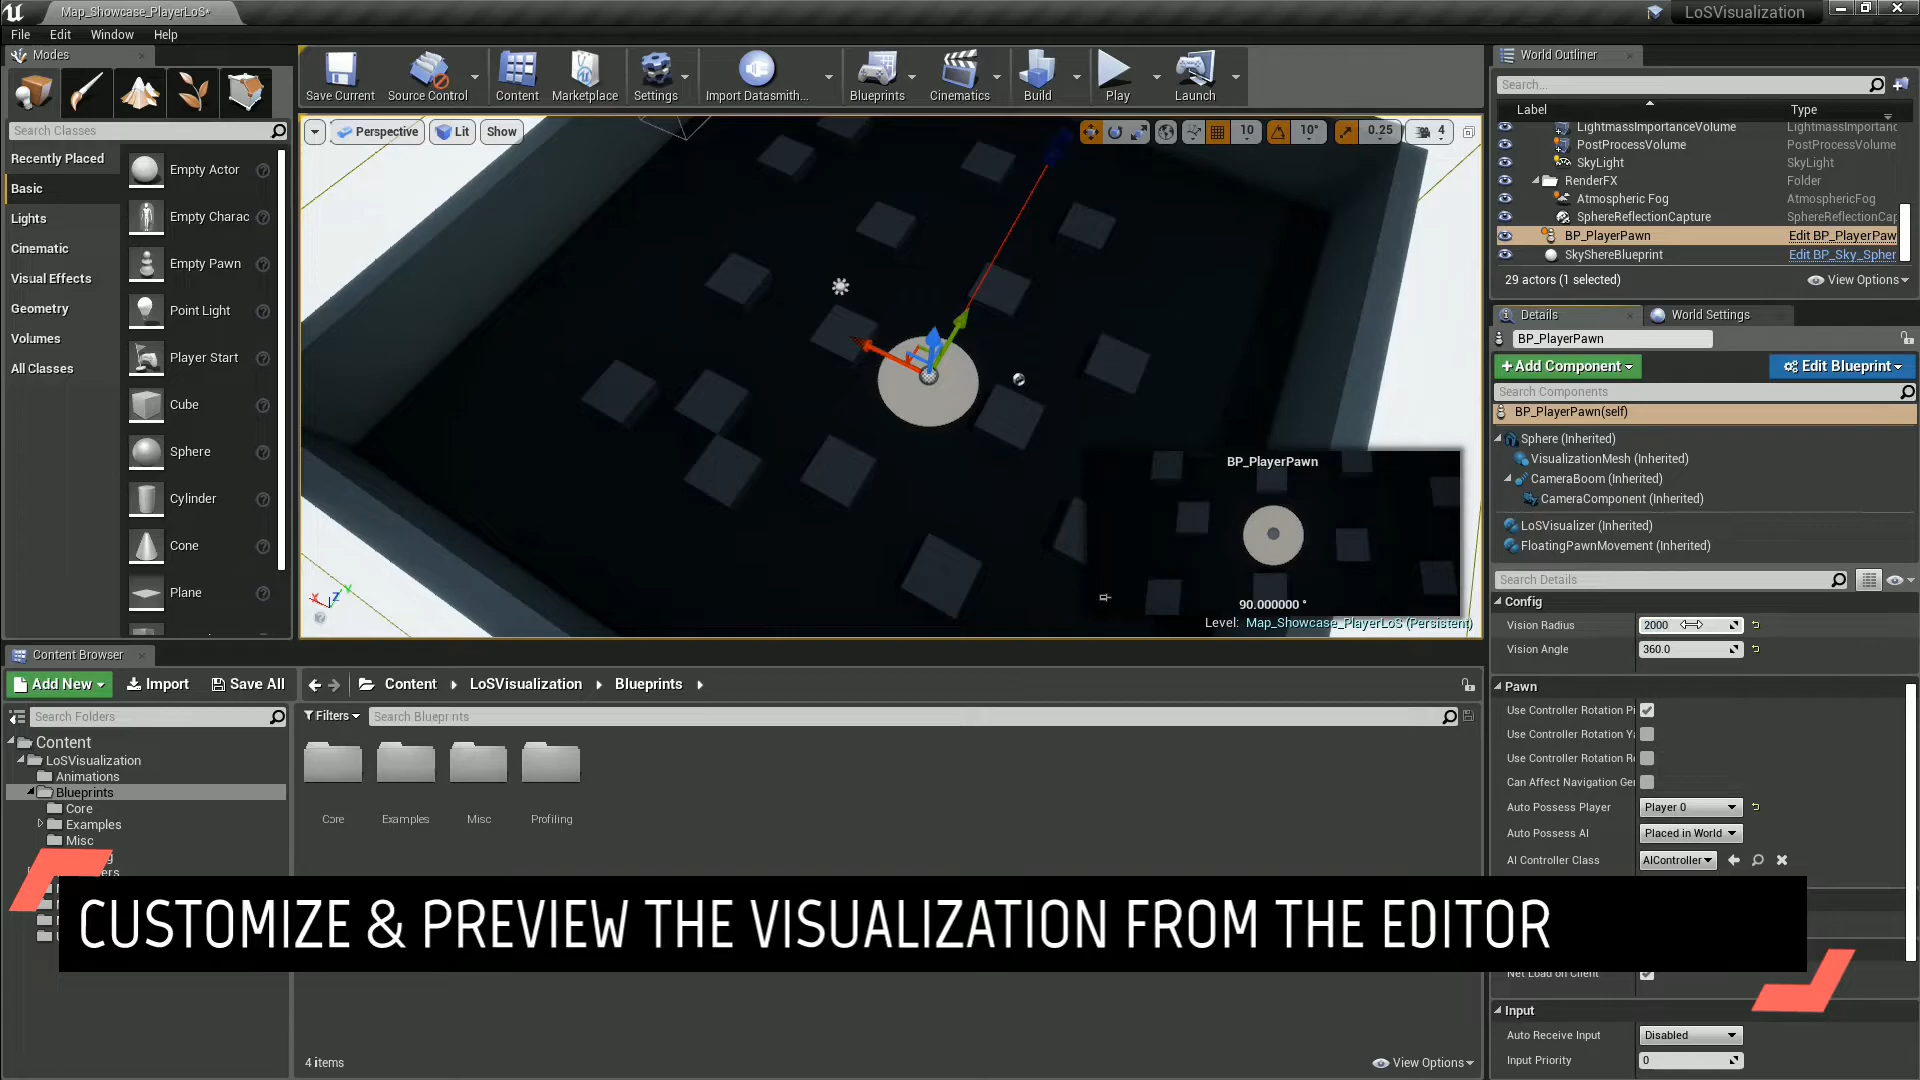 Map_Showcase_PlayerLoS*
LoSVisualization
File Edit Window Help
Modes
Search Classes
Recently Placed
Basic
Lights
Cinematic
Visual Effects
Geometry
Volumes
All Classes
Empty Actor
Empty Charac
Empty Pawn
Point Light
Player Start
Cube
Sphere
Cylinder
Cone
Plane
Save Current
Source Control
Content
Marketplace
Settings
Import Datasmith...
Blueprints
Cinematics
Build
Play
Launch
Perspective
Lit
Show
10
10°
0.25
4
BP_PlayerPawn
90.000000 °
Level: Map_Showcase_PlayerLoS (Persistent)
World Outliner
Search...
Label Type
LightmassImportanceVolume LightmassImportanc
PostProcessVolume PostProcessVolume
SkyLight SkyLight
RenderFX Folder
Atmospheric Fog AtmosphericFog
SphereReflectionCapture SphereReflectionCap
BP_PlayerPawn Edit BP_PlayerPaw
SkyShereBlueprint Edit BP_Sky_Spher
29 actors (1 selected) View Options
Details
World Settings
BP_PlayerPawn
+Add Component
Edit Blueprint
Search Components
BP_PlayerPawn(self)
Sphere (Inherited)
VisualizationMesh (Inherited)
CameraBoom (Inherited)
CameraComponent (Inherited)
LoSVisualizer (Inherited)
FloatingPawnMovement (Inherited)
Search Details
Config
Vision Radius 2000
Vision Angle 360.0
Pawn
Use Controller Rotation Pi
Use Controller Rotation Ya
Use Controller Rotation Ro
Can Affect Navigation Ge
Auto Possess Player Player 0
Auto Possess AI Placed in World
AI Controller Class AIController
Net Load on Client
Input
Auto Receive Input Disabled
Input Priority 0
Content Browser
Add New
Import
Save All
Content
LoSVisualization
Blueprints
Search Folders
Filters
Search Blueprints
Content
LoSVisualization
Animations
Blueprints
Core
Examples
Misc
Core
Examples
Misc
Profiling
4 items
View Options
CUSTOMIZE & PREVIEW THE VISUALIZATION FROM THE EDITOR